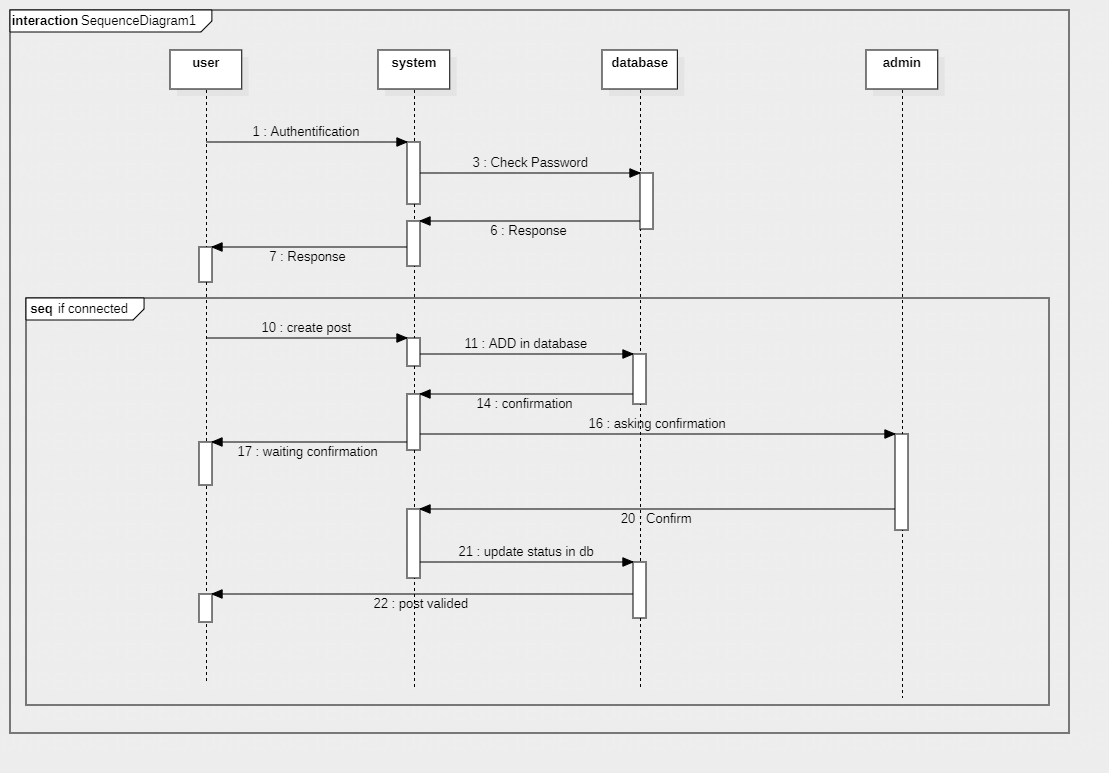 interaction SequenceDiagram1
user
system
database
admin
1 : Authentification
3 : Check Password
6 : Response
7 : Response
seq if connected
10 : create post
11 : ADD in database
14 : confirmation
16 : asking confirmation
17 : waiting confirmation
20 : Confirm
21 : update status in db
22 : post valided